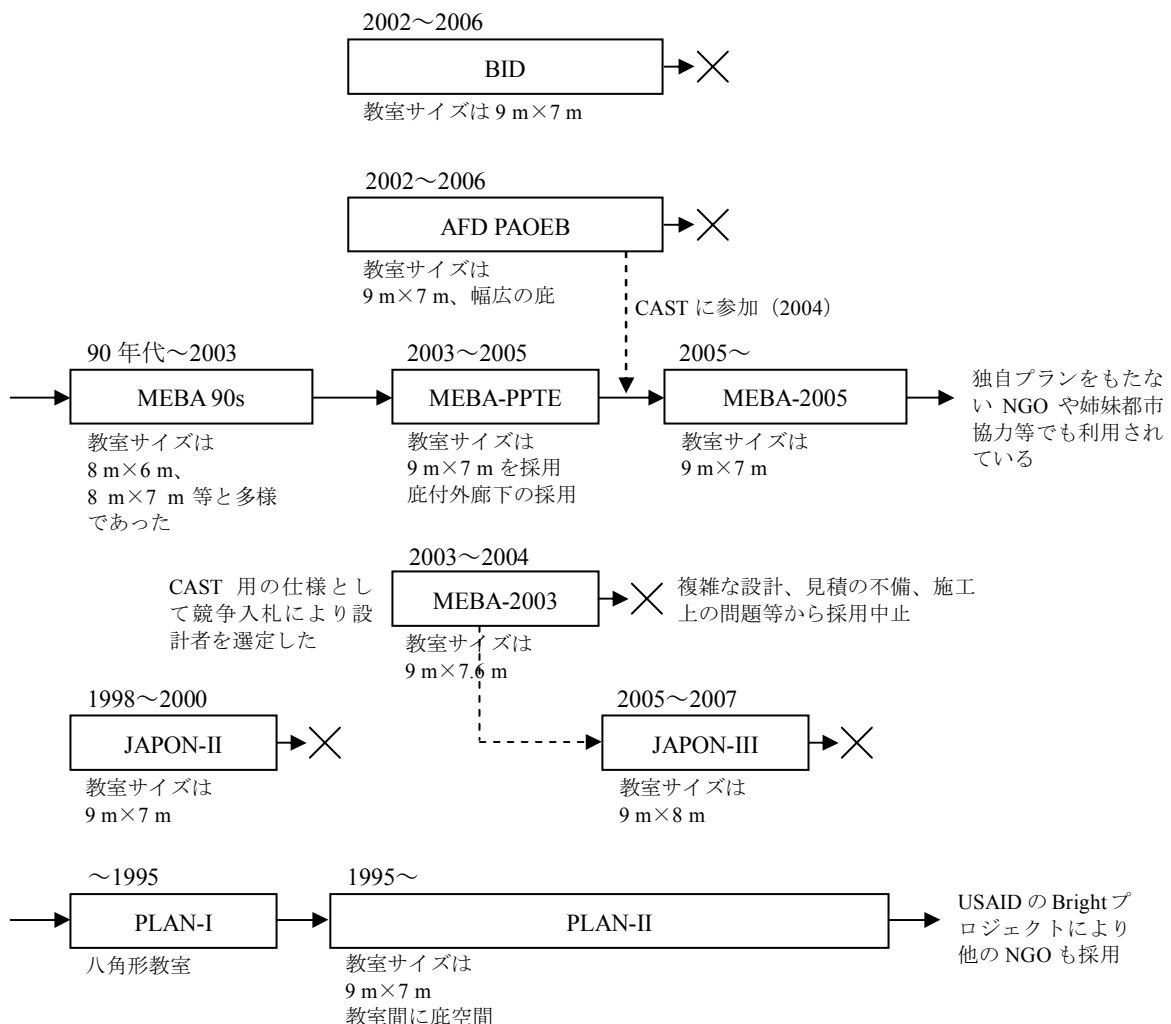 2002～2006
BID
教室サイズは 9 m×7 m
2002～2006
AFD PAOEB
教室サイズは
9 m×7 m、幅広の庇
CAST に参加（2004）
90 年代～2003
MEBA 90s
教室サイズは
8 m×6 m、
8 m×7 m 等と多様
であった
2003～2005
MEBA-PPTE
教室サイズは
9 m×7 m を採用
庇付外廊下の採用
2005～
MEBA-2005
教室サイズは
9 m×7 m
独自プランをもたな
い NGO や姉妹都市
協力等でも利用され
ている
CAST 用の仕様とし
て競争入札により設
計者を選定した
2003～2004
MEBA-2003
教室サイズは
9 m×7.6 m
複雑な設計、見積の不備、施工
上の問題等から採用中止
1998～2000
JAPON-II
教室サイズは
9 m×7 m
2005～2007
JAPON-III
教室サイズは
9 m×8 m
～1995
PLAN-I
八角形教室
1995～
PLAN-II
教室サイズは
9 m×7 m
教室間に庇空間
USAID の Bright プ
ロジェクトにより
他の NGO も採用